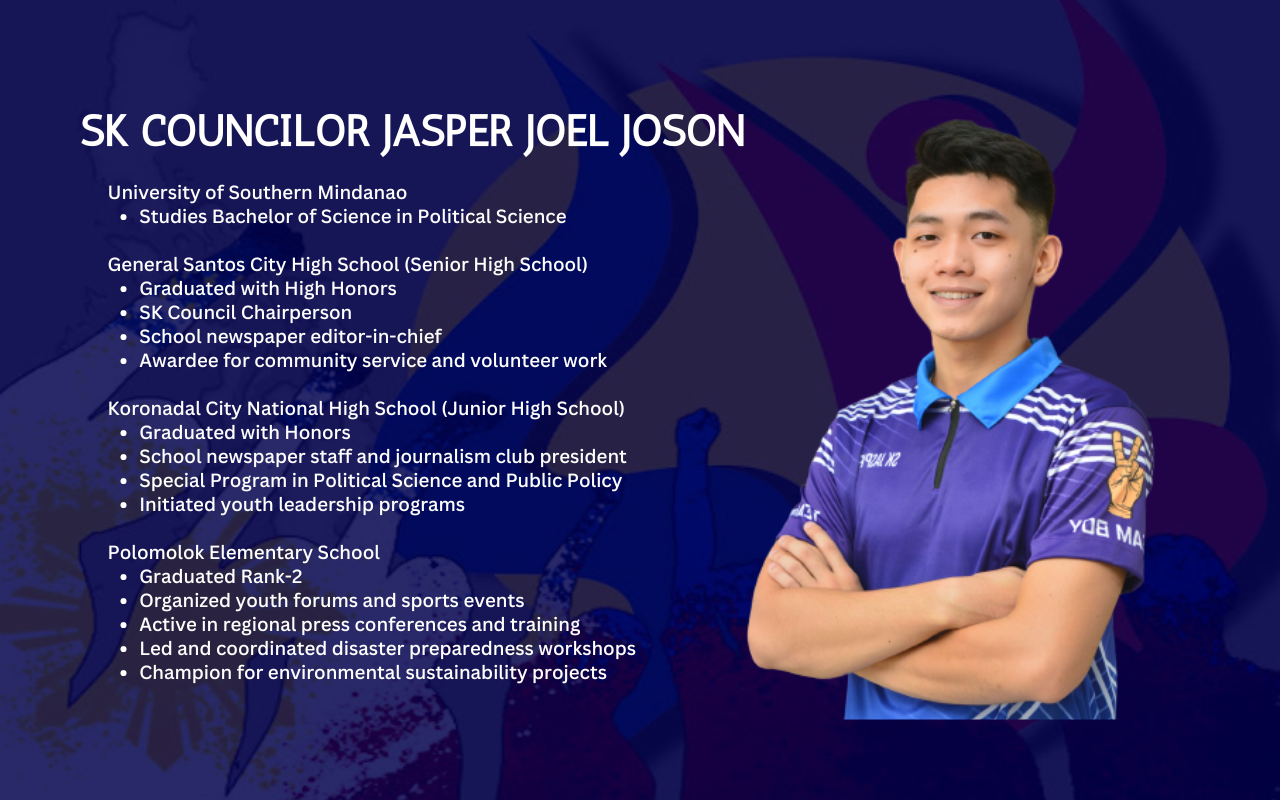 SK COUNCILOR JASPER JOEL JOSON
University of Southern Mindanao
• Studies Bachelor of Science in Political Science
General Santos City High School (Senior High School)
• Graduated with High Honors
• SK Council Chairperson
• School newspaper editor-in-chief
• Awardee for community service and volunteer work
Koronadal City National High School (Junior High School)
• Graduated with Honors
• School newspaper staff and journalism club president
• Special Program in Political Science and Public Policy
• Initiated youth leadership programs
Polomolok Elementary School
• Graduated Rank-2
• Organized youth forums and sports events
• Active in regional press conferences and training
• Led and coordinated disaster preparedness workshops
• Champion for environmental sustainability projects
SK JASPER